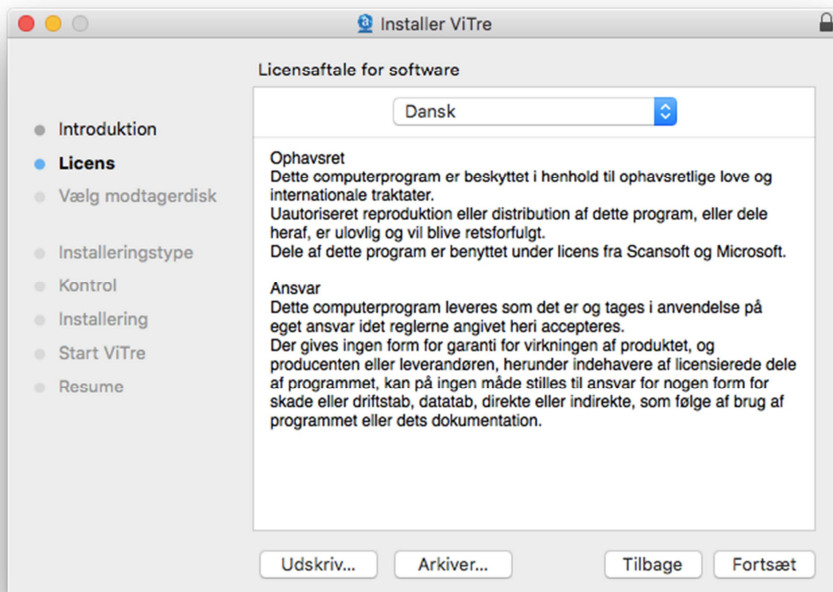 Installer ViTre
Licensaftale for software
Introduktion
Licens
Vælg modtagerdisk
Installeringstype
Kontrol
Installering
Start ViTre
Resume
Dansk
Ophavsret
Dette computerprogram er beskyttet i henhold til ophavsretlige love og
internationale traktater.
Uautoriseret reproduktion eller distribution af dette program, eller dele
heraf, er ulovlig og vil blive retsforfulgt.
Dele af dette program er benyttet under licens fra Scansoft og Microsoft.
Ansvar
Dette computerprogram leveres som det er og tages i anvendelse på
eget ansvar idet reglerne angivet heri accepteres.
Der gives ingen form for garanti for virkningen af produktet, og
producenten eller leverandøren, herunder indehavere af licensierede dele
af programmet, kan på ingen måde stilles til ansvar for nogen form for
skade eller driftstab, datatab, direkte eller indirekte, som følge af brug af
programmet eller dets dokumentation.
Udskriv...
Arkiver...
Tilbage
Fortsæt